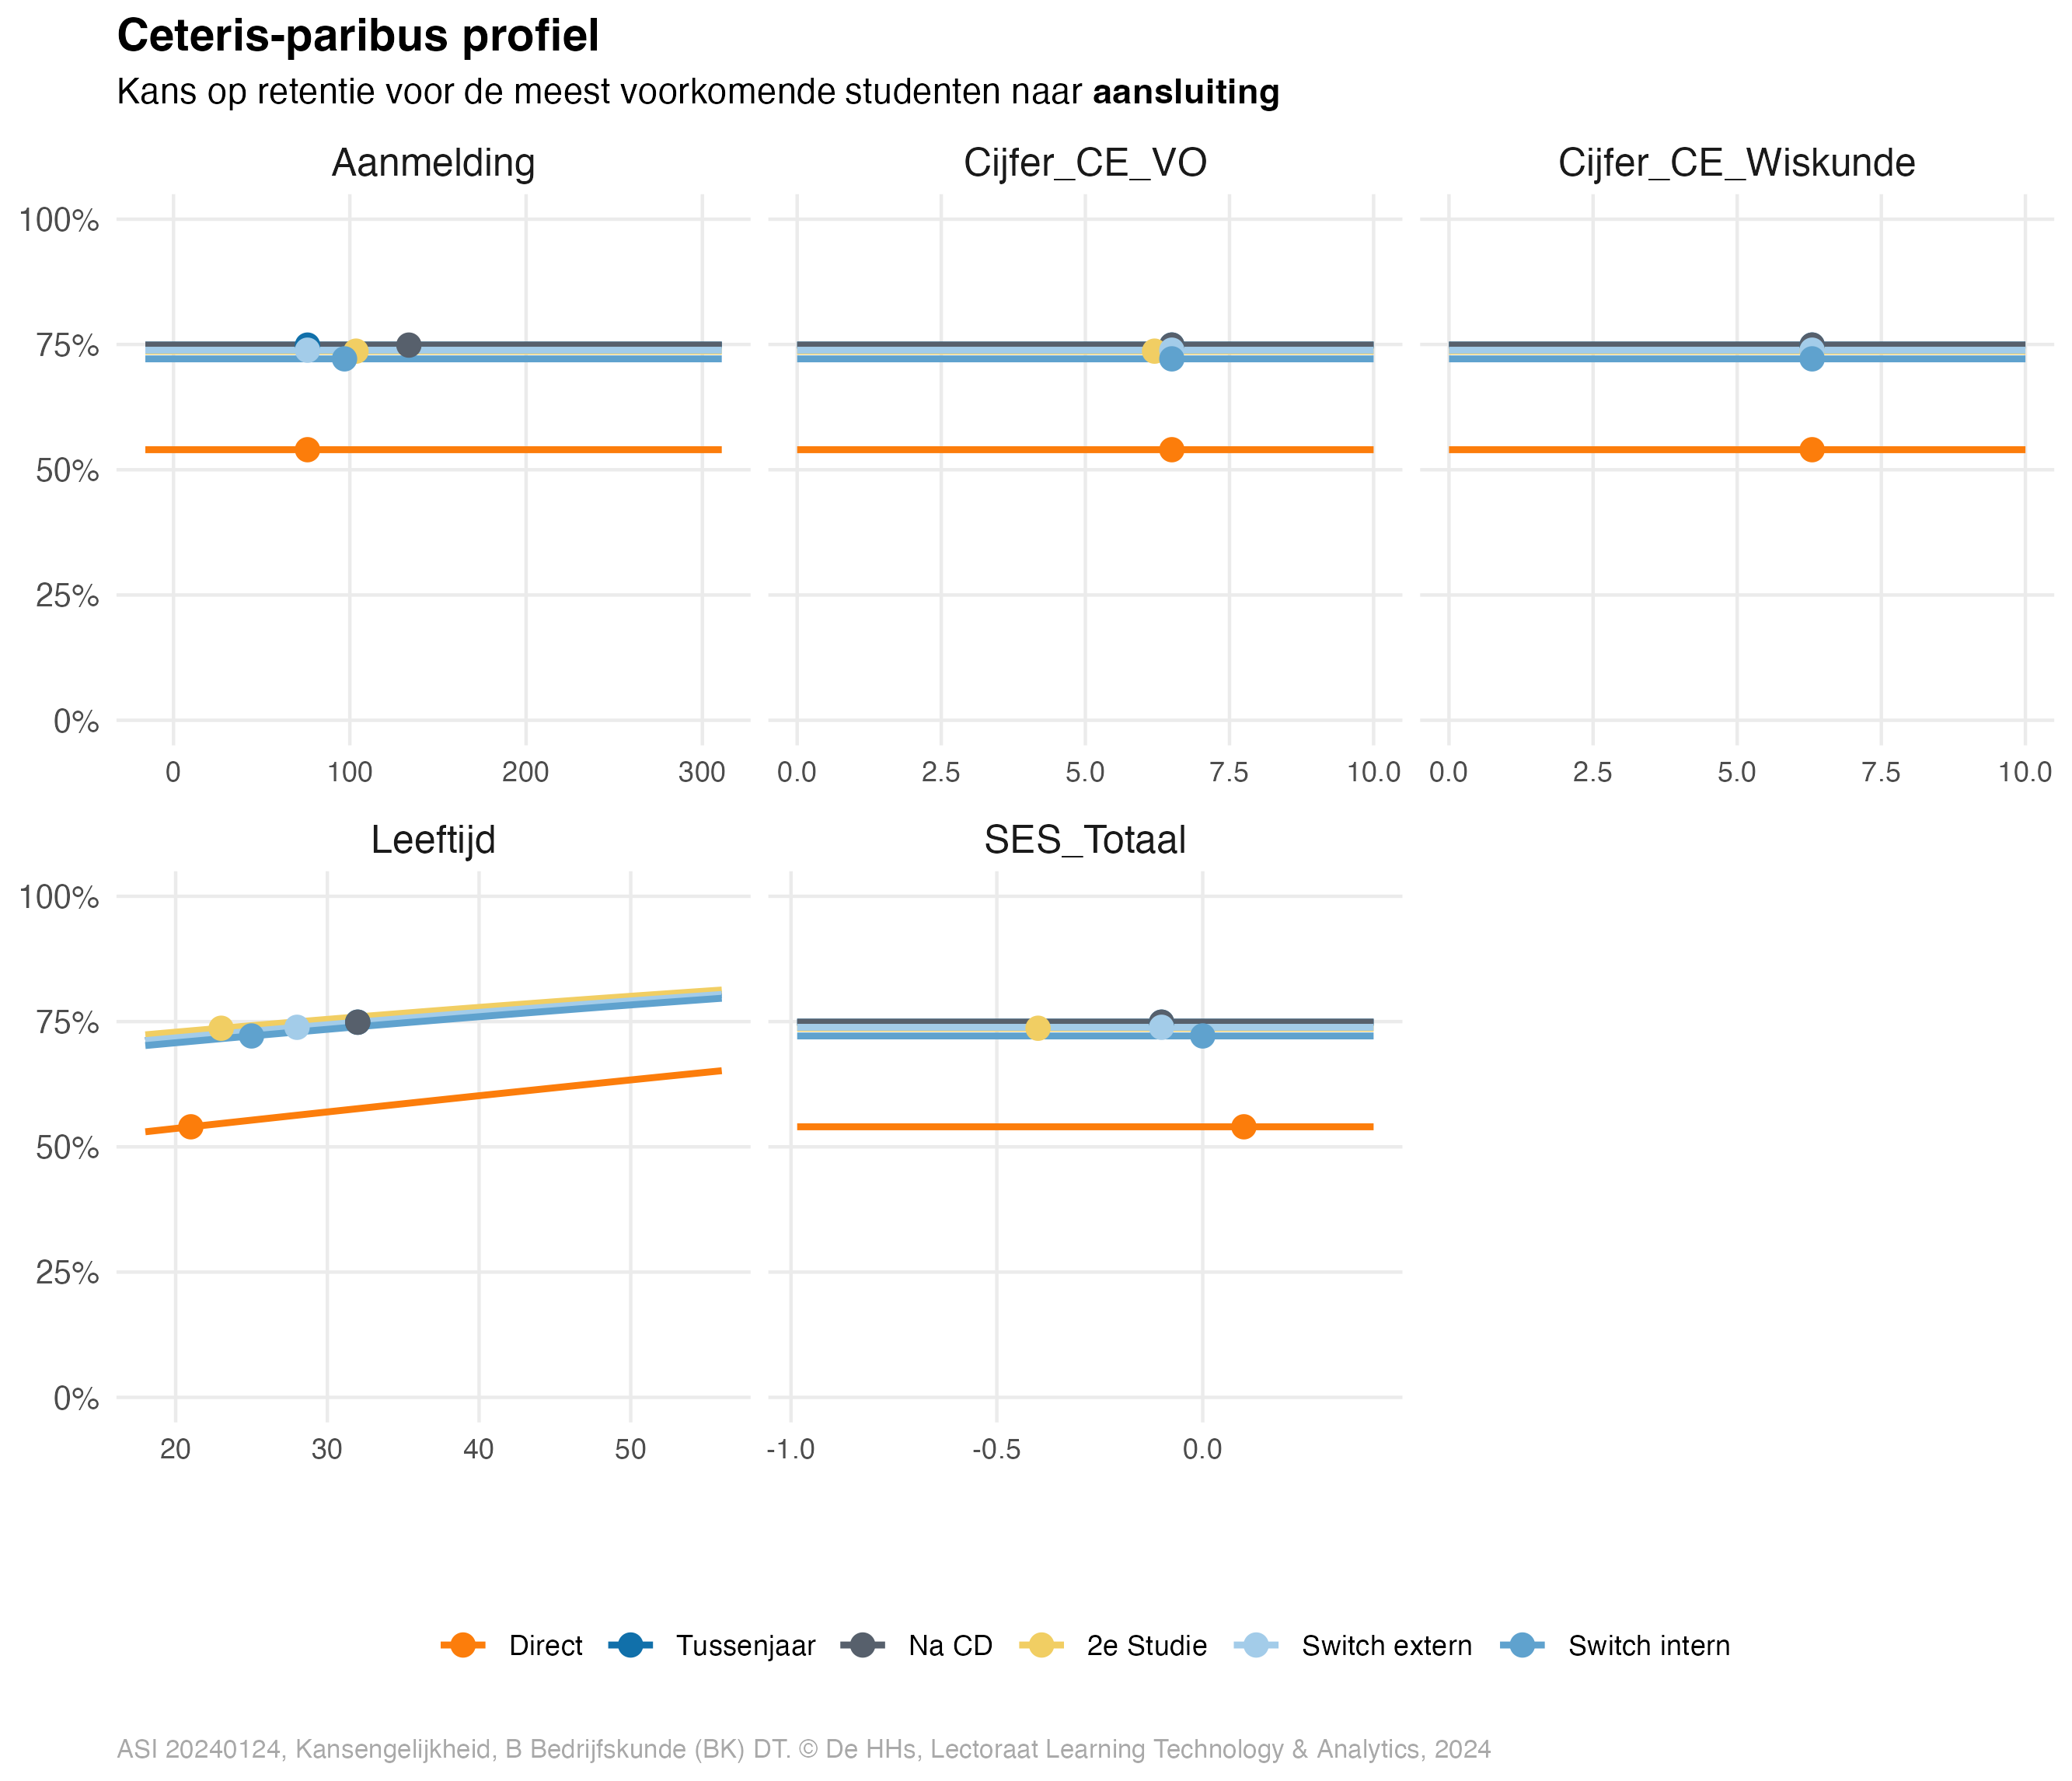 Ceteris-paribus profiel
Kans op retentie voor de meest voorkomende studenten naar aansluiting
Aanmelding
Cijfer_CE_VO
Cijfer_CE_Wiskunde
100%
75%
50%
25%
0%
0 100 200 300
0.0 2.5 5.0 7.5 10.0
0.0 2.5 5.0 7.5 10.0
Leeftijd
SES_Totaal
100%
75%
50%
25%
0%
20 30 40 50
-1.0 -0.5 0.0
Direct Tussenjaar Na CD 2e Studie Switch extern Switch intern
ASI 20240124, Kansengelijkheid, B Bedrijfskunde (BK) DT. © De HHs, Lectoraat Learning Technology & Analytics, 2024